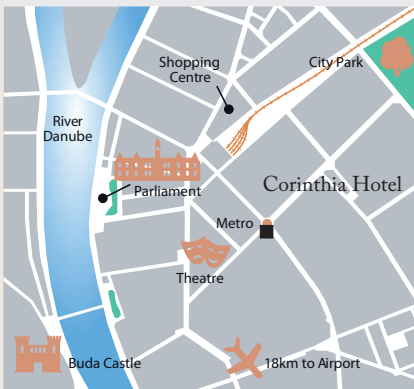 Shopping
Centre
City Park
River
Danube
Parliament
Corinthia Hotel
Metro
Theatre
Buda Castle
18km to Airport